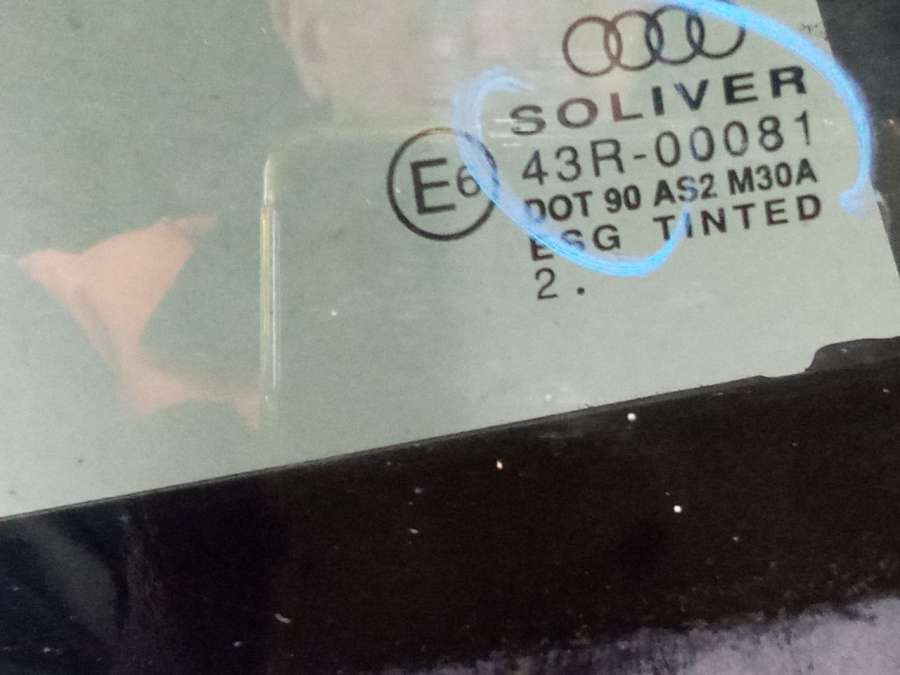 SOLIVER
E6 43R-00081
DOT 90 AS2 M30A
ESG TINTED
2 .